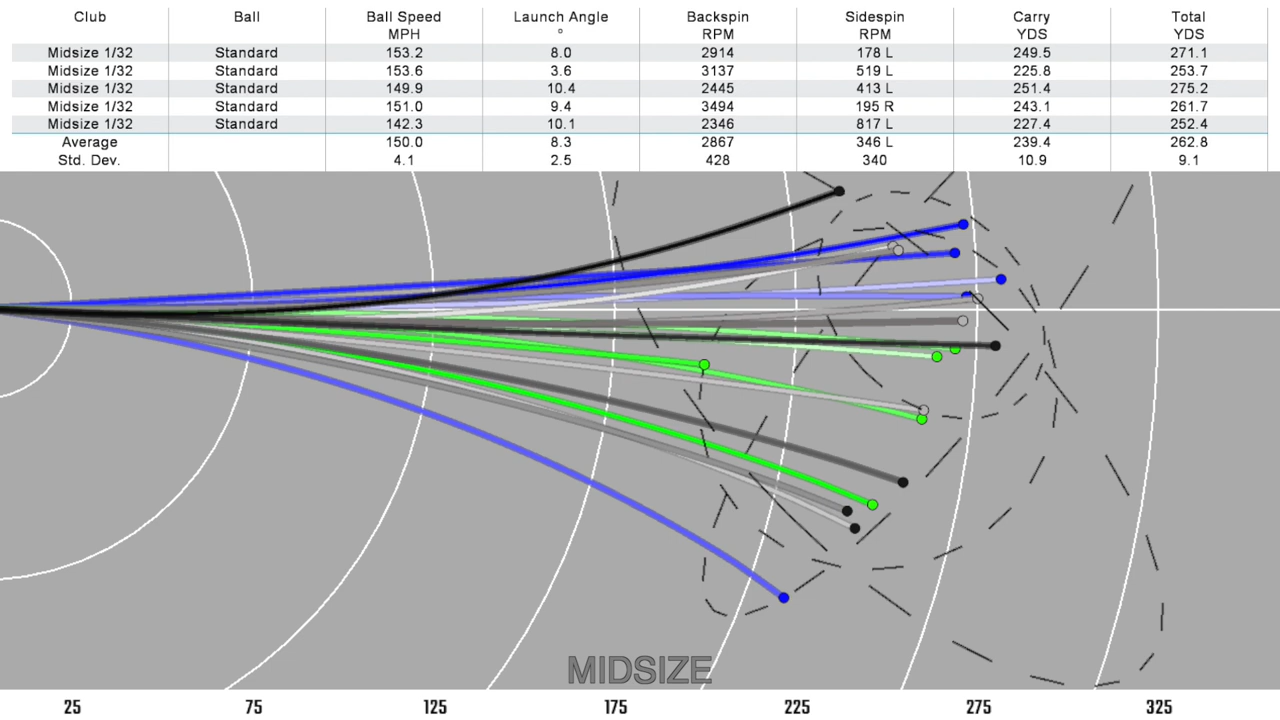 Club Ball Ball Speed Launch Angle Backspin Sidespin Carry Total
MPH ° RPM RPM YDS YDS
Midsize 1/32 Standard 153.2 8.0 2914 178 L 249.5 271.1
Midsize 1/32 Standard 153.6 3.6 3137 519 L 225.8 253.7
Midsize 1/32 Standard 149.9 10.4 2445 413 L 251.4 275.2
Midsize 1/32 Standard 151.0 9.4 3494 195 R 243.1 261.7
Midsize 1/32 Standard 142.3 10.1 2346 817 L 227.4 252.4
Average 150.0 8.3 2867 346 L 239.4 262.8
Std. Dev. 4.1 2.5 428 340 10.9 9.1
MIDSIZE
25 75 125 175 225 275 325